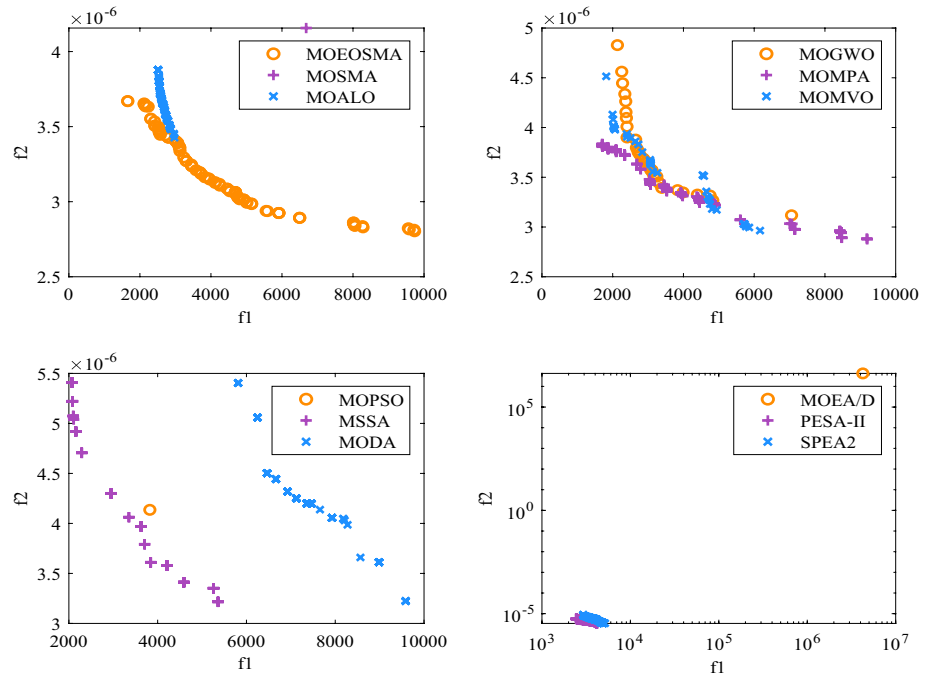 ×10⁻⁶
4
3.5
3
2.5
f2
0 2000 4000 6000 8000 10000
f1
MOEOSMA
MOSMA
MOALO
×10⁻⁶
5
4.5
4
3.5
3
2.5
f2
0 2000 4000 6000 8000 10000
f1
MOGWO
MOMPA
MOMVO
×10⁻⁶
5.5
5
4.5
4
3.5
3
f2
2000 4000 6000 8000 10000
f1
MOPSO
MSSA
MODA
10⁵
10⁰
10⁻⁵
f2
10³ 10⁴ 10⁵ 10⁶ 10⁷
f1
MOEA/D
PESA-II
SPEA2